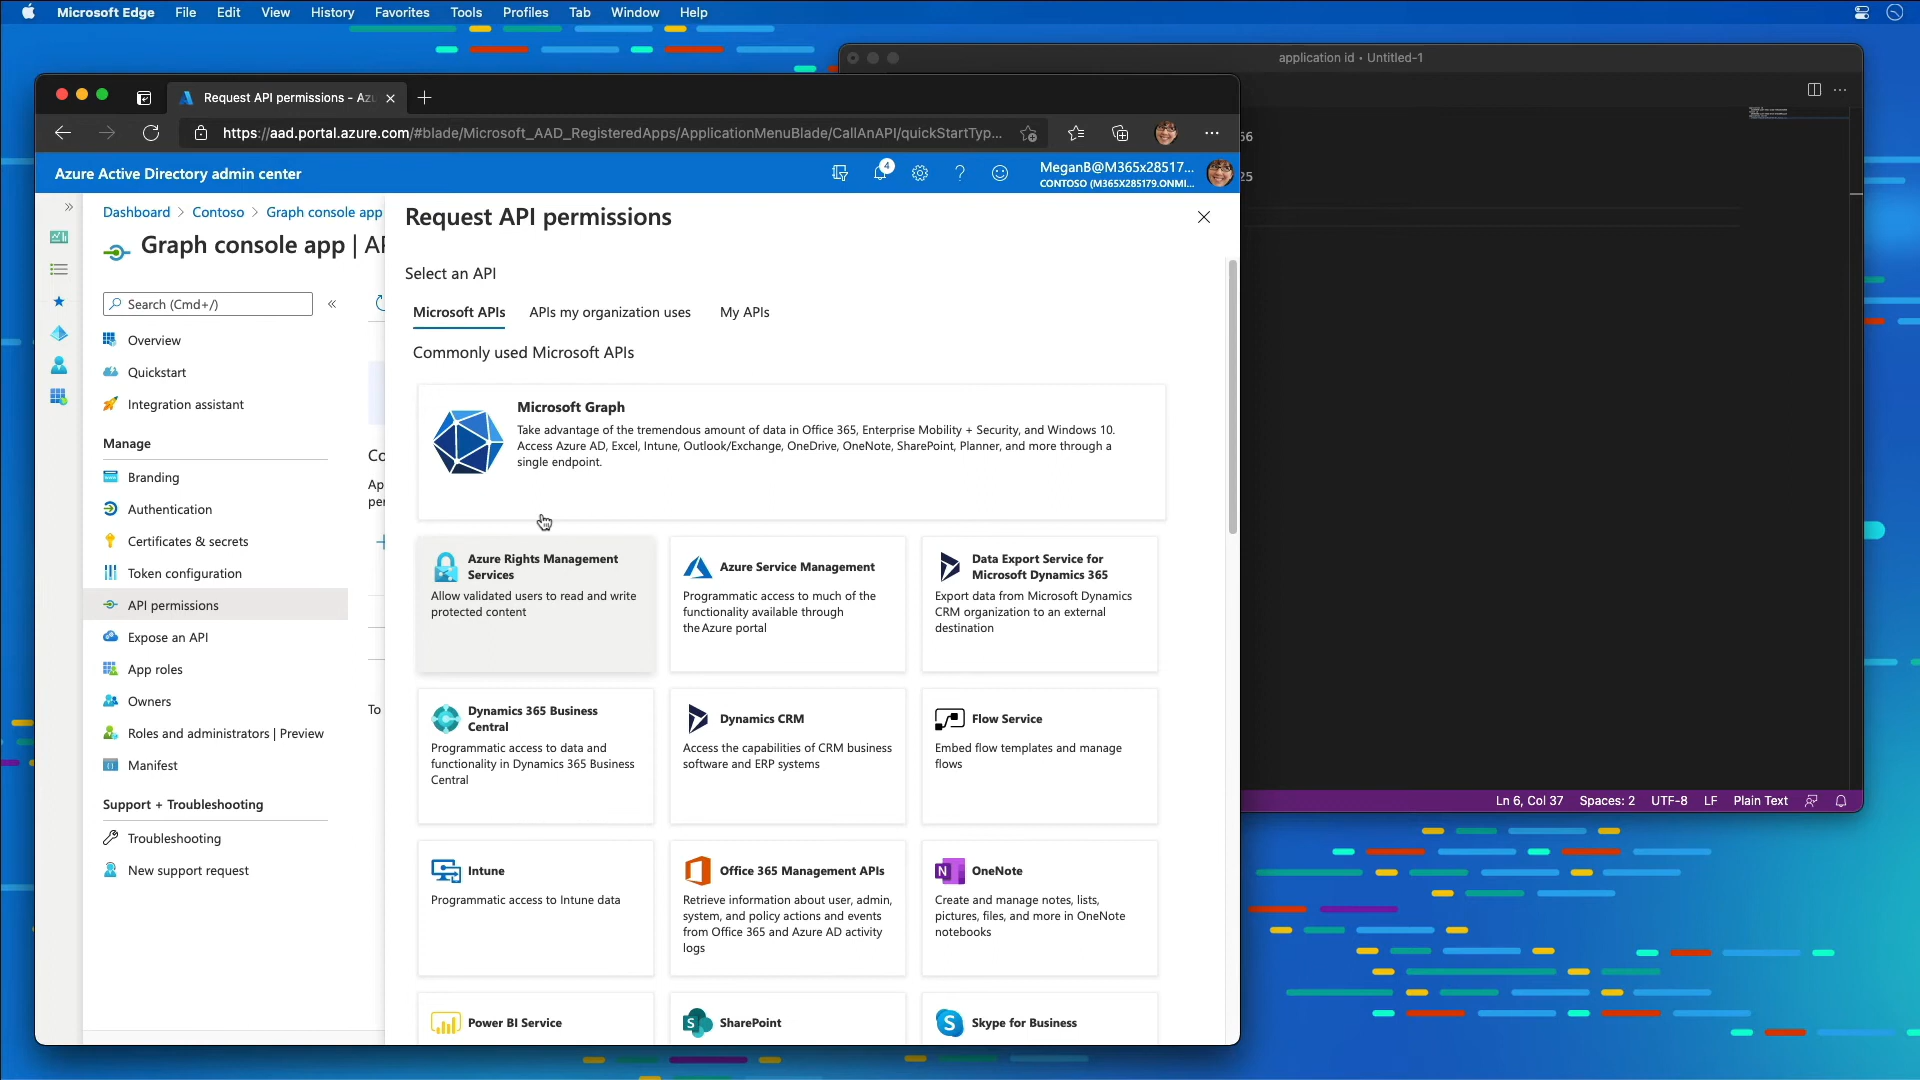 Microsoft Edge File Edit View History Favorites Tools Profiles Tab Window Help
application id • Untitled-1
Request API permissions - Az
https://aad.portal.azure.com/#blade/Microsoft_AAD_RegisteredApps/ApplicationMenuBlade/CallAnAPI/quickStartTyp...
56
25
Azure Active Directory admin center
4
MeganB@M365x28517...
CONTOSO (M365X285179.ONMI...
Dashboard > Contoso > Graph console app
Graph console app | AP
Search (Cmd+/)
Overview
Quickstart
Integration assistant
Manage
Branding
Authentication
Certificates & secrets
Token configuration
API permissions
Expose an API
App roles
Owners
Roles and administrators | Preview
Manifest
Support + Troubleshooting
Troubleshooting
New support request
Co
Ap
per
To
Request API permissions
Select an API
Microsoft APIs APIs my organization uses My APIs
Commonly used Microsoft APIs
Microsoft Graph
Take advantage of the tremendous amount of data in Office 365, Enterprise Mobility + Security, and Windows 10.
Access Azure AD, Excel, Intune, Outlook/Exchange, OneDrive, OneNote, SharePoint, Planner, and more through a
single endpoint.
Azure Rights Management
Services
Allow validated users to read and write
protected content
Azure Service Management
Programmatic access to much of the
functionality available through
the Azure portal
Data Export Service for
Microsoft Dynamics 365
Export data from Microsoft Dynamics
CRM organization to an external
destination
Dynamics 365 Business
Central
Programmatic access to data and
functionality in Dynamics 365 Business
Central
Dynamics CRM
Access the capabilities of CRM business
software and ERP systems
Flow Service
Embed flow templates and manage
flows
Intune
Programmatic access to Intune data
Office 365 Management APIs
Retrieve information about user, admin,
system, and policy actions and events
from Office 365 and Azure AD activity
logs
OneNote
Create and manage notes, lists,
pictures, files, and more in OneNote
notebooks
Power BI Service
SharePoint
Skype for Business
Ln 6, Col 37 Spaces: 2 UTF-8 LF Plain Text